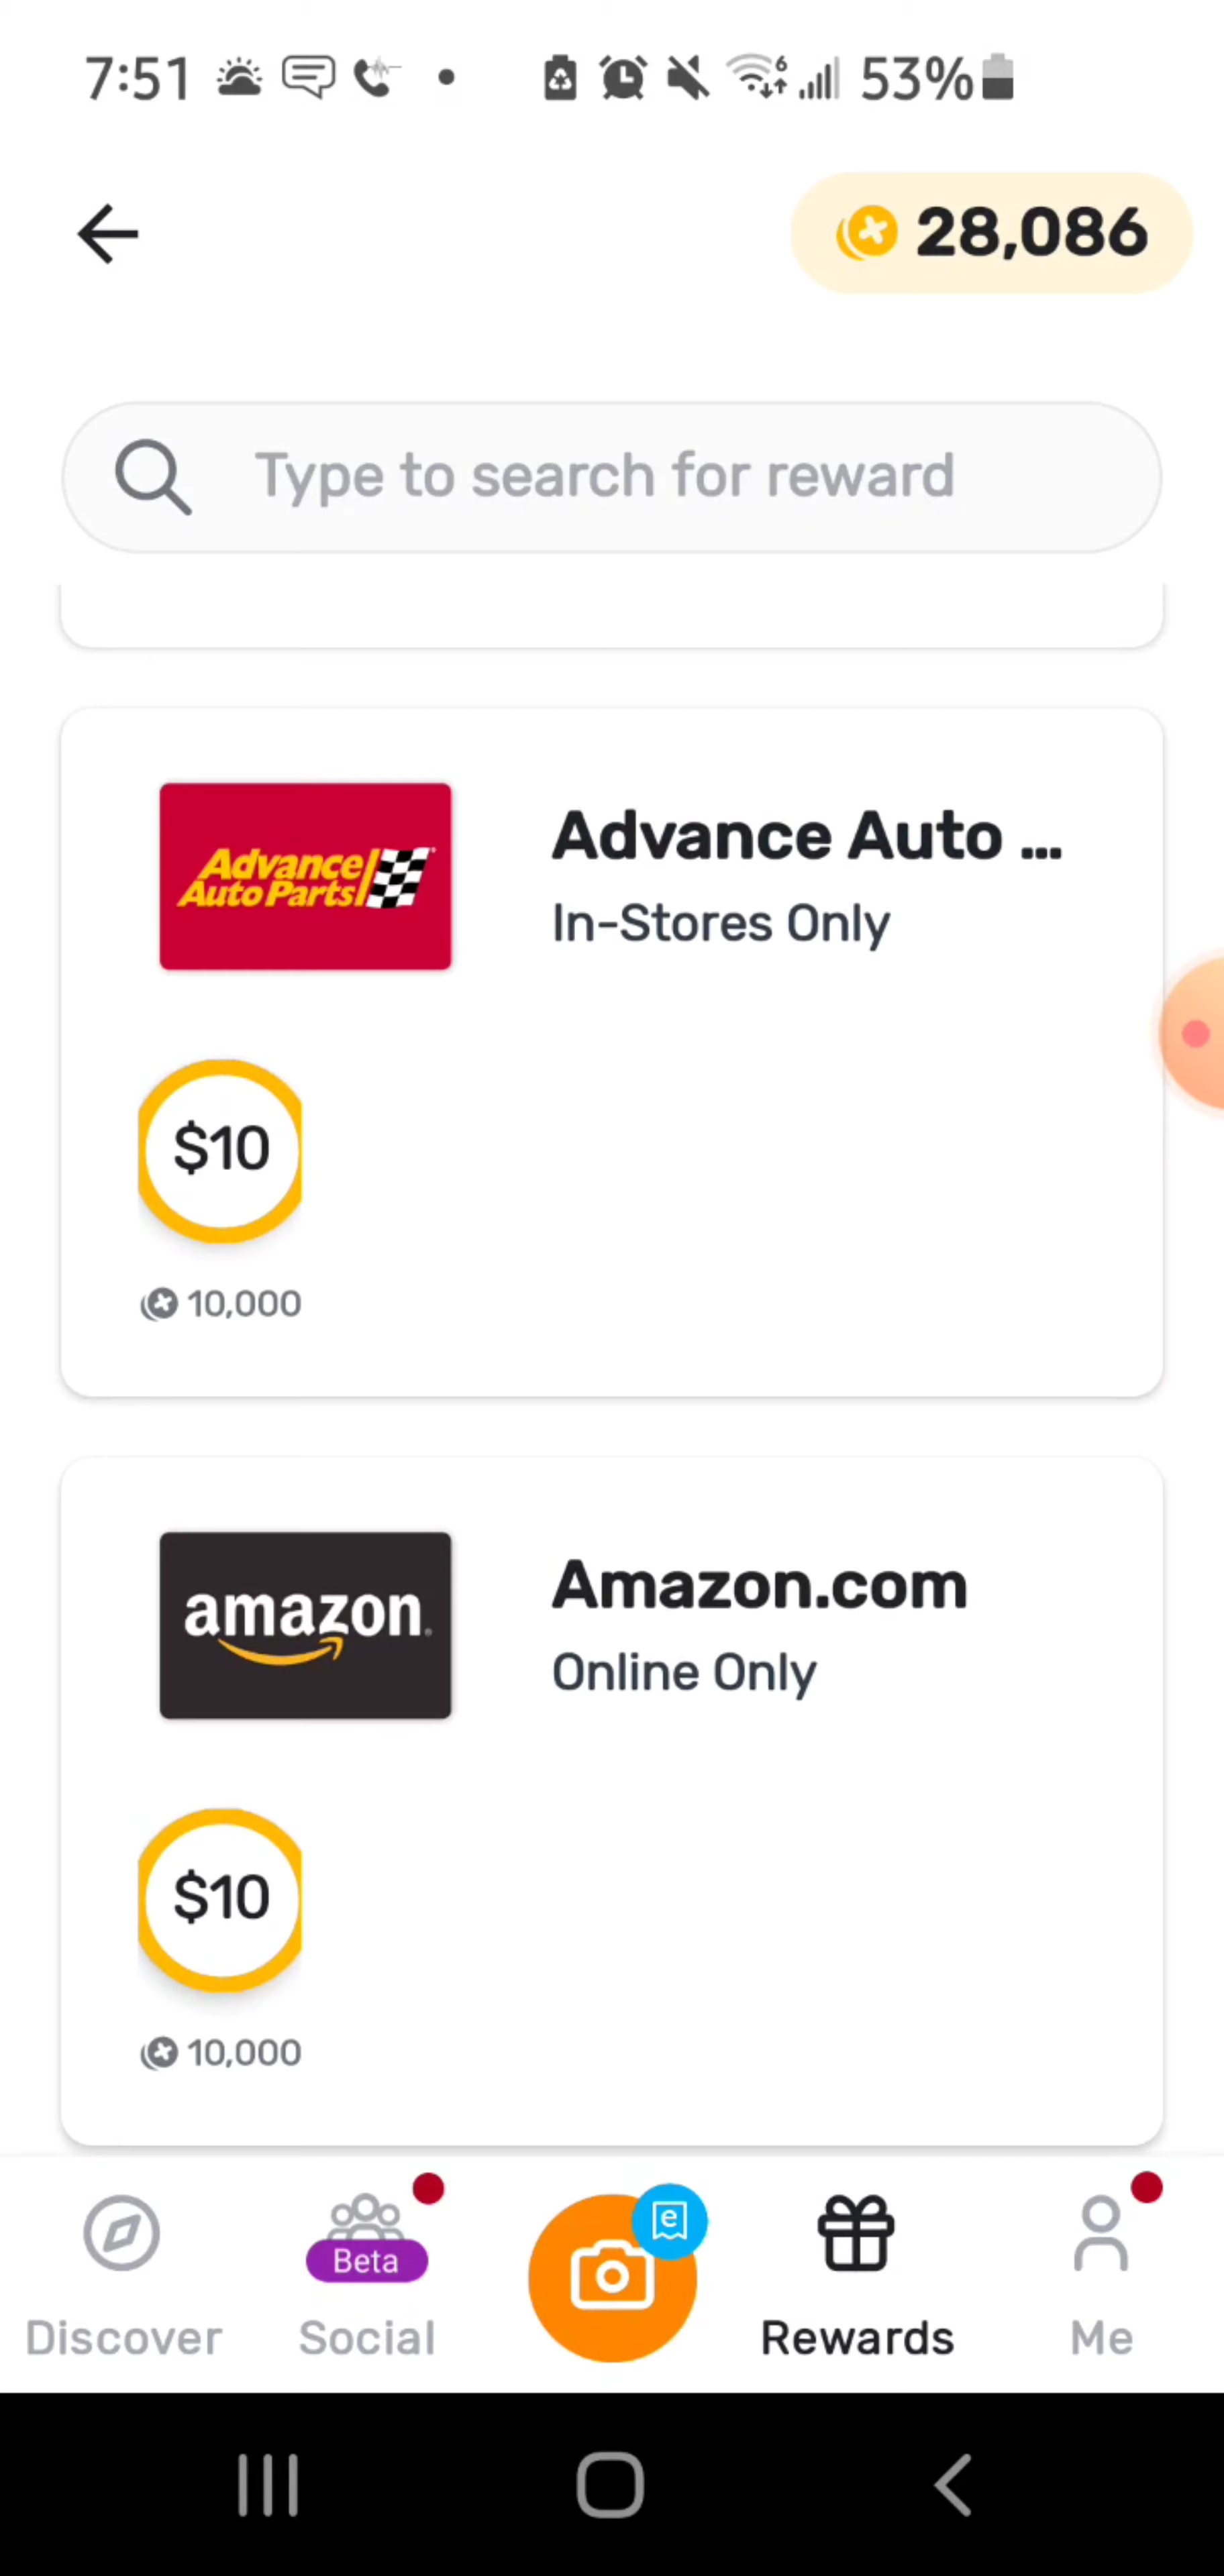 7:51 6 53%
28,086
Type to search for reward
Advance Auto Parts
Advance Auto ...
In-Stores Only
$10
10,000
amazon
Amazon.com
Online Only
$10
10,000
e
Beta
Discover Social Rewards Me